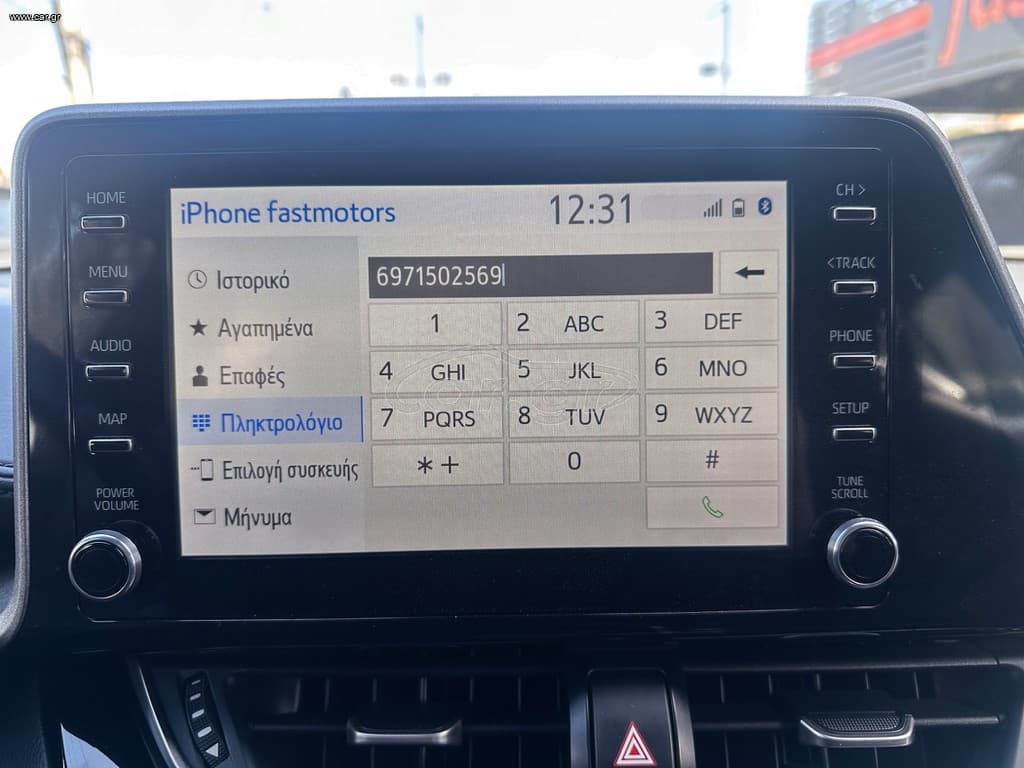 www.car.gr
HOME
MENU
AUDIO
MAP
POWER
VOLUME
iPhone fastmotors
12:31
Ιστορικό
Αγαπημένα
Επαφές
Πληκτρολόγιο
Επιλογή συσκευής
Μήνυμα
6971502569
1
2 ABC
3 DEF
4 GHI
5 JKL
6 MNO
7 PQRS
8 TUV
9 WXYZ
*+
0
#
CH >
<TRACK
PHONE
SETUP
TUNE
SCROLL